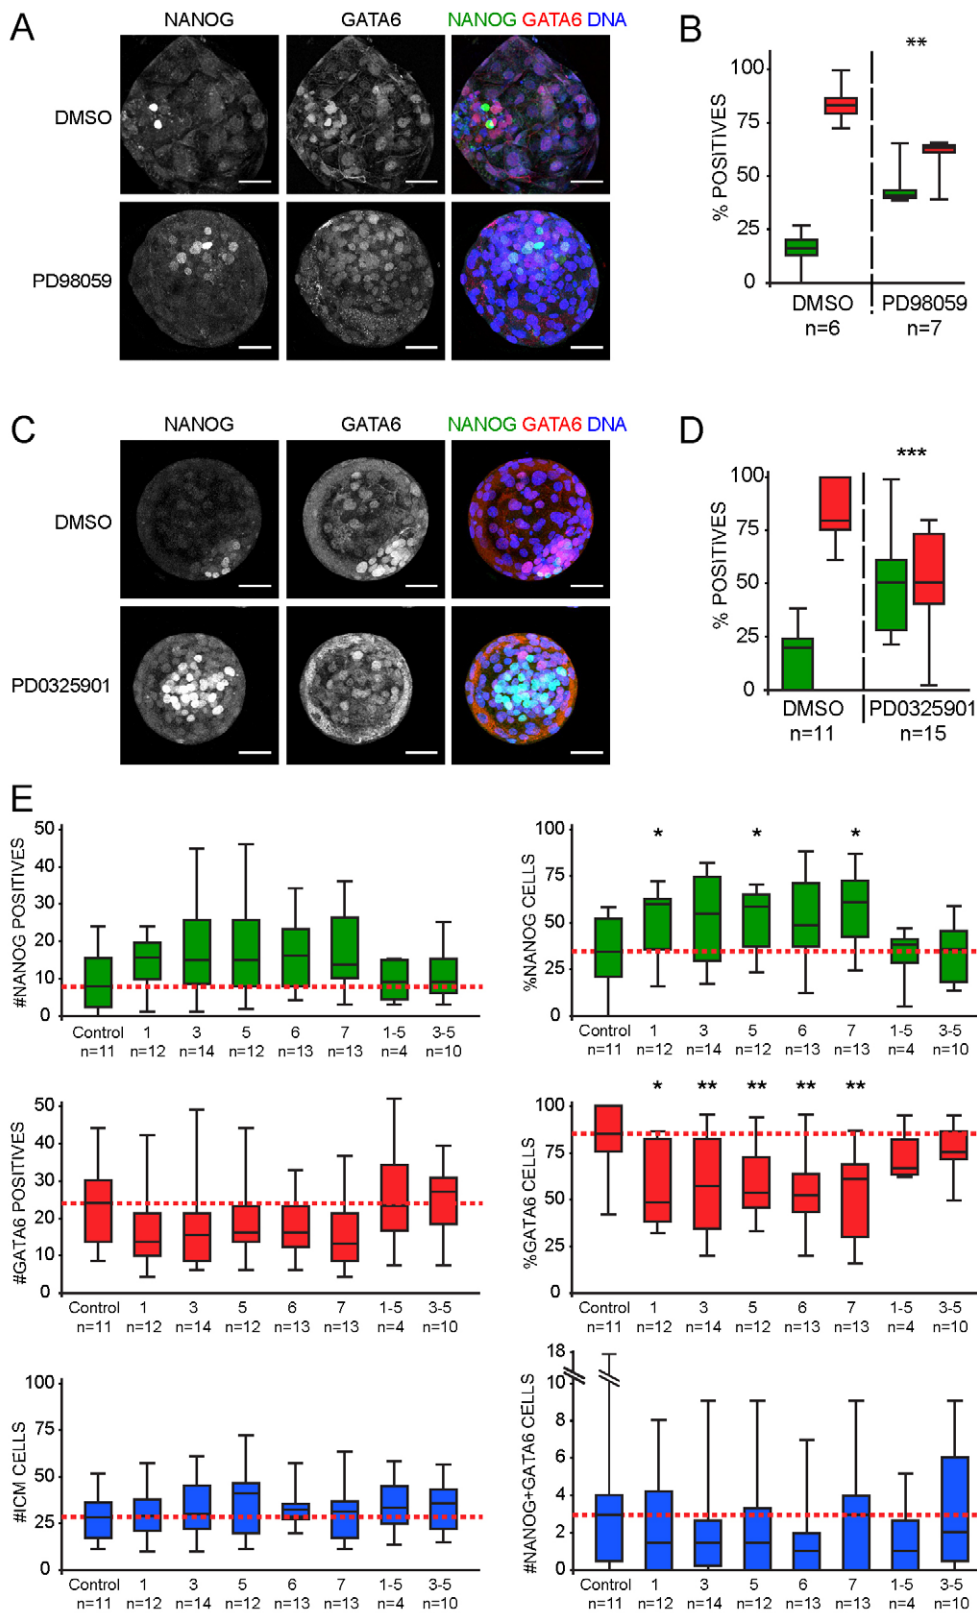 A
NANOG GATA6 NANOG GATA6 DNA
DMSO
PD98059
B
% POSITIVES
100
75
50
25
0
**
DMSO PD98059
n=6 n=7
C
NANOG GATA6 NANOG GATA6 DNA
DMSO
PD0325901
D
% POSITIVES
100
75
50
25
0
***
DMSO PD0325901
n=11 n=15
E
#NANOG POSITIVES
50
40
30
20
10
0
Control 1 3 5 6 7 1-5 3-5
n=11 n=12 n=14 n=12 n=13 n=13 n=4 n=10
%NANOG CELLS
100
75
50
25
0
* * *
Control 1 3 5 6 7 1-5 3-5
n=11 n=12 n=14 n=12 n=13 n=13 n=4 n=10
#GATA6 POSITIVES
50
40
30
20
10
0
Control 1 3 5 6 7 1-5 3-5
n=11 n=12 n=14 n=12 n=13 n=13 n=4 n=10
%GATA6 CELLS
100
75
50
25
0
* ** ** ** **
Control 1 3 5 6 7 1-5 3-5
n=11 n=12 n=14 n=12 n=13 n=13 n=4 n=10
#ICM CELLS
100
75
50
25
0
Control 1 3 5 6 7 1-5 3-5
n=11 n=12 n=14 n=12 n=13 n=13 n=4 n=10
#NANOG+GATA6 CELLS
18
10
8
6
4
2
0
Control 1 3 5 6 7 1-5 3-5
n=11 n=12 n=14 n=12 n=13 n=13 n=4 n=10